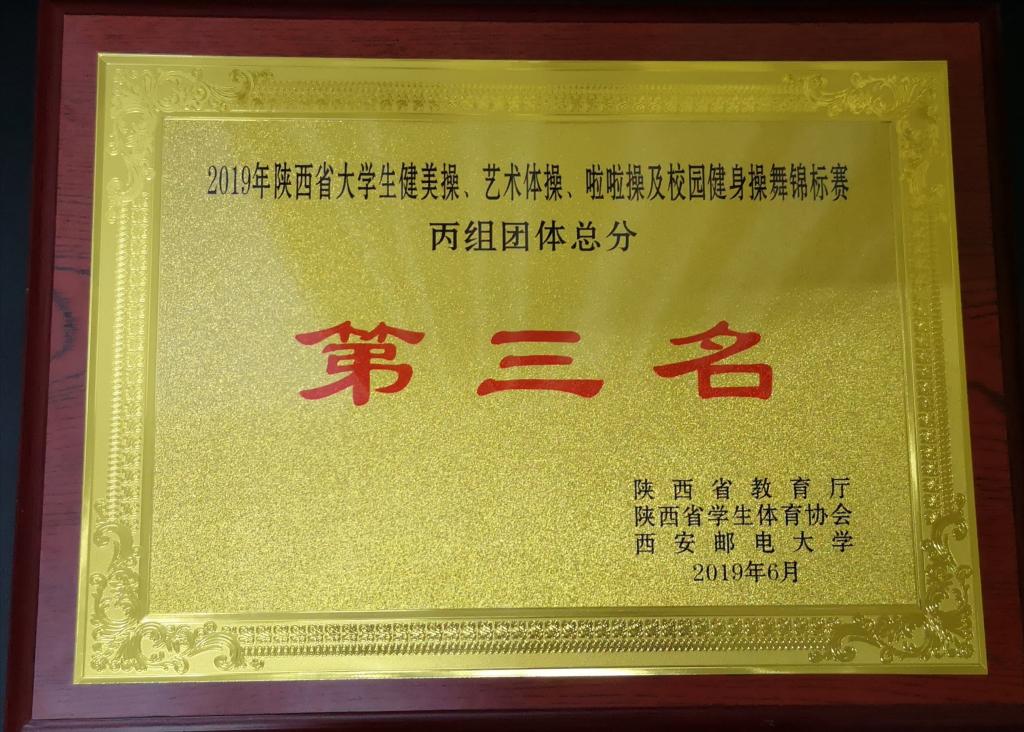 2019年陕西省大学生健美操、艺术体操、啦啦操及校园健身操舞锦标赛
丙组团体总分
第三名
陕西省教育厅
陕西省学生体育协会
西安邮电大学
2019年6月